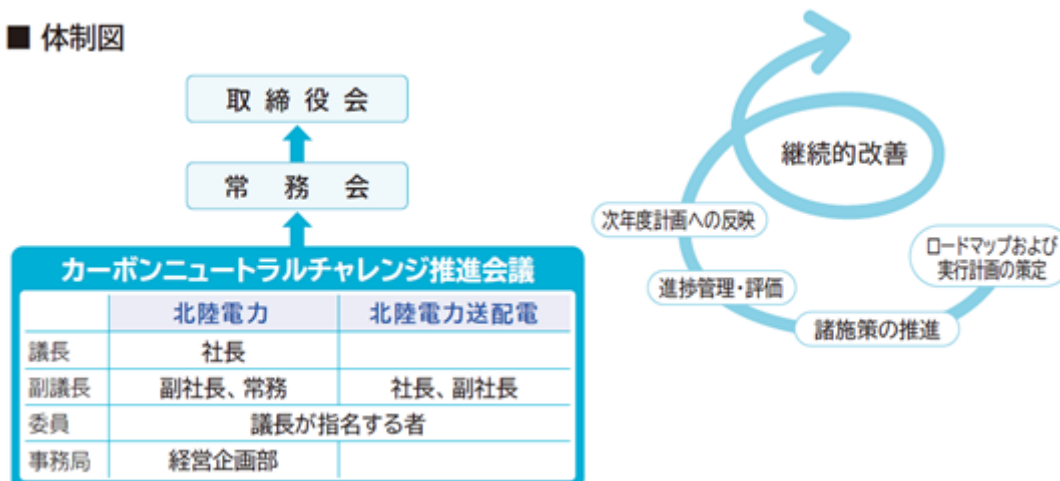 ■ 体制図
取締役会
常務会
カーボンニュートラルチャレンジ推進会議
北陸電力 北陸電力送配電
議長 社長
副議長 副社長、常務 社長、副社長
委員 議長が指名する者
事務局 経営企画部
継続的改善
次年度計画への反映
進捗管理・評価
諸施策の推進
ロードマップおよび
実行計画の策定